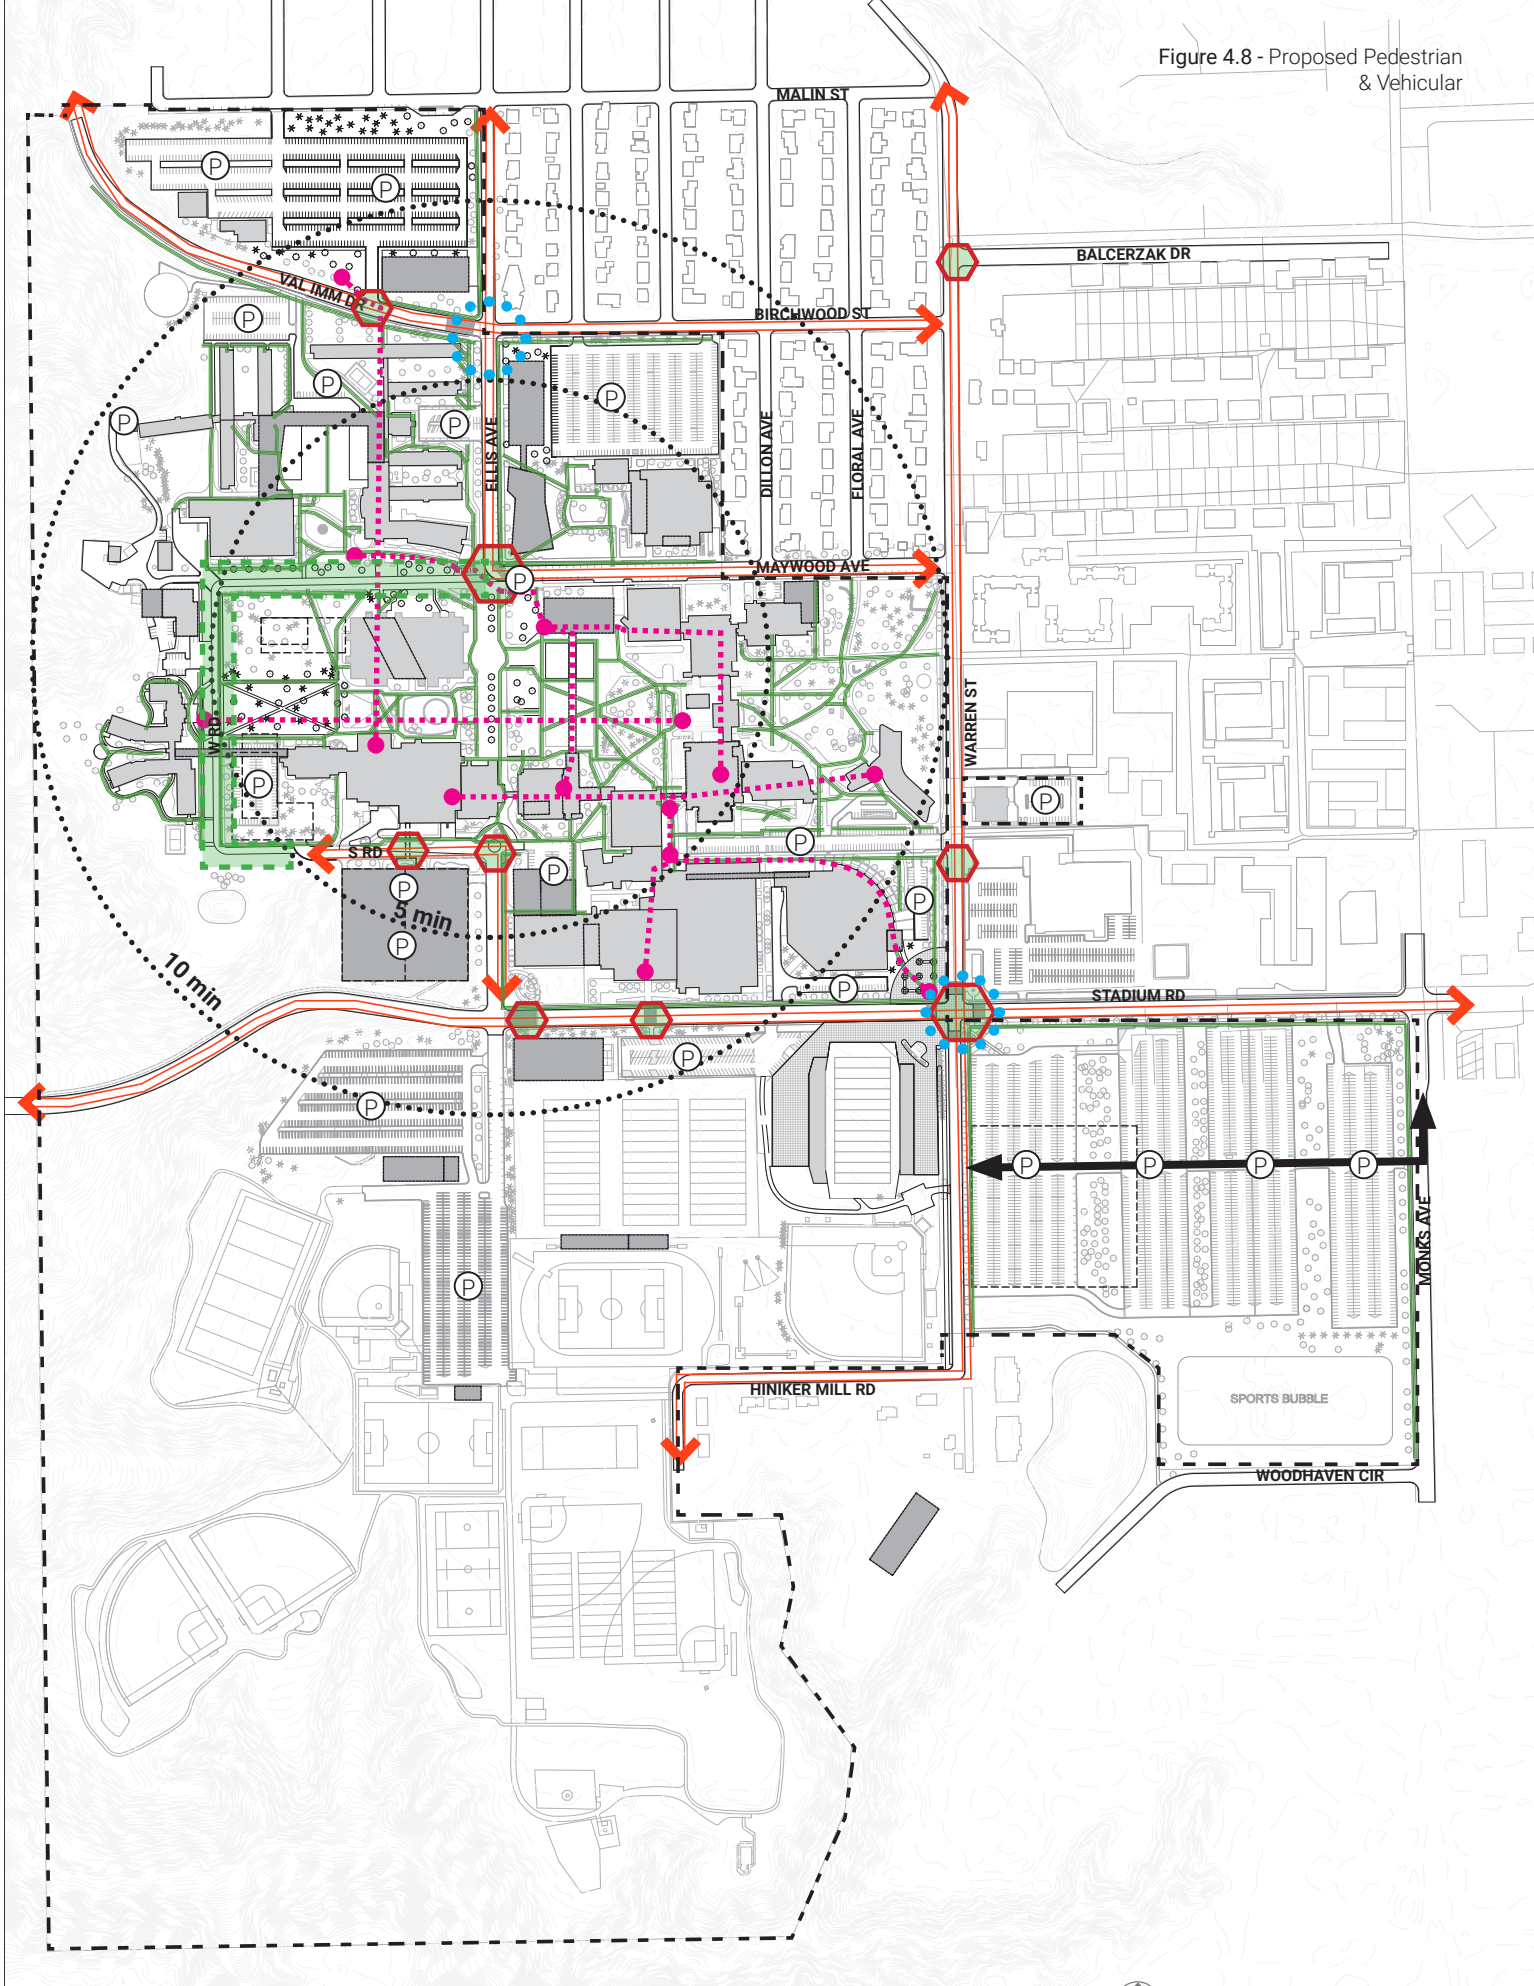 Figure 4.8 - Proposed Pedestrian
& Vehicular
MALIN ST
P
P
BALCERZAK DR
VAL IMM DR
BIRCHWOOD ST
P
P
P
P
P
ELLIS AVE
DILLON AVE
FLORAL AVE
MAYWOOD AVE
P
WARREN ST
W RD
P
P
P
S RD
P
P
P
5 min
P
10 min
P
STADIUM RD
P
P
P
P
P
P
MONKS AVE
P
HINIKER MILL RD
SPORTS BUBBLE
WOODHAVEN CIR